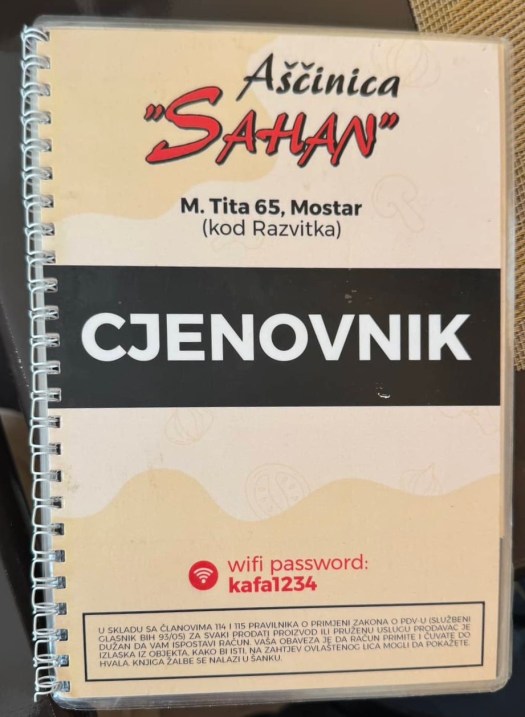 Aščinica
"SAHAN"
M. Tita 65, Mostar
(kod Razvitka)
CJENOVNIK
wifi password:
kafa1234
U SKLADU SA ČLANOVIMA 114 I 115 PRAVILNIKA O PRIMJENI ZAKONA O PDV-U (SLUŽBENI
GLASNIK BIH 93/05) ZA SVAKI PRODATI PROIZVOD ILI PRUŽENU USLUGU PRODAVAC JE
DUŽAN DA VAM ISPOSTAVI RAČUN. VAŠA OBAVEZA JE DA RAČUN PRIMITE I ČUVATE DO
IZLASKA IZ OBJEKTA, KAKO BI ISTI, NA ZAHTJEV OVLAŠTENOG LICA MOGLI DA POKAŽETE.
HVALA. KNJIGA ŽALBE SE NALAZI U ŠANKU.